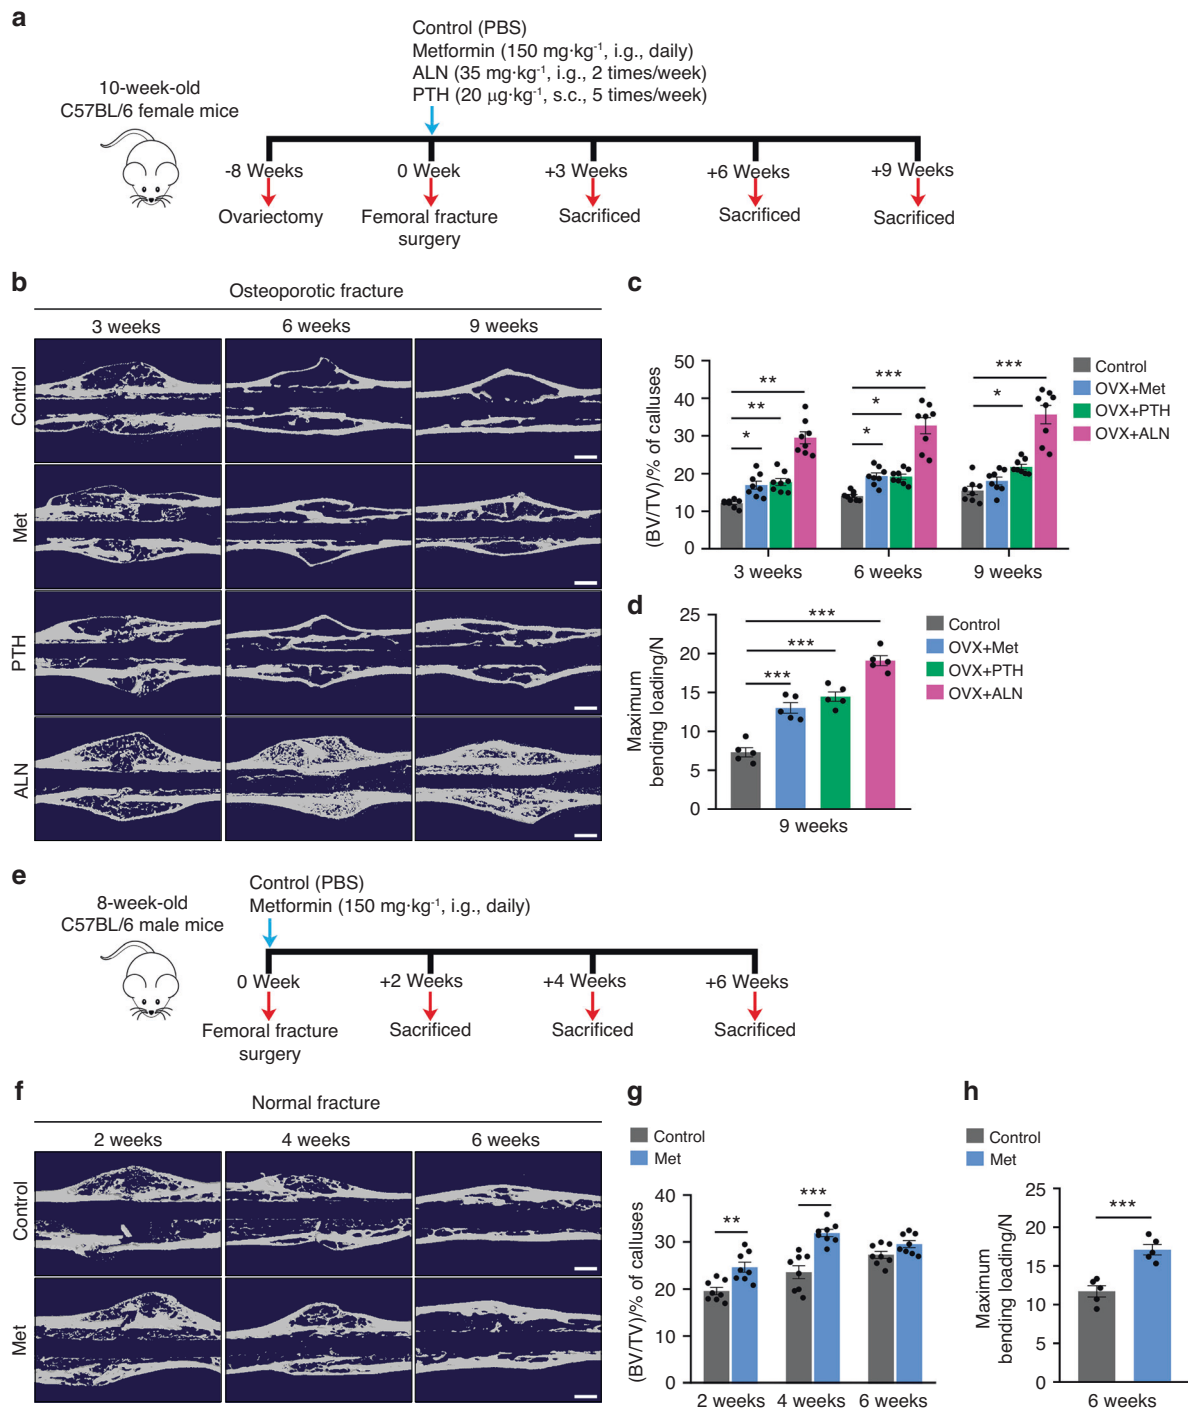 a
Control (PBS)
Metformin (150 mg·kg⁻¹, i.g., daily)
ALN (35 mg·kg⁻¹, i.g., 2 times/week)
PTH (20 μg·kg⁻¹, s.c., 5 times/week)
10-week-old
C57BL/6 female mice
-8 Weeks
0 Week
+3 Weeks
+6 Weeks
+9 Weeks
Ovariectomy
Femoral fracture
surgery
Sacrificed
Sacrificed
Sacrificed
b
Osteoporotic fracture
3 weeks
6 weeks
9 weeks
Control
Met
PTH
ALN
c
(BV/TV)/% of calluses
50
40
30
20
10
0
*
**
**
*
*
***
*
***
3 weeks
6 weeks
9 weeks
Control
OVX+Met
OVX+PTH
OVX+ALN
d
Maximum
bending loading/N
25
20
15
10
5
0
***
***
***
9 weeks
Control
OVX+Met
OVX+PTH
OVX+ALN
e
Control (PBS)
Metformin (150 mg·kg⁻¹, i.g., daily)
8-week-old
C57BL/6 male mice
0 Week
+2 Weeks
+4 Weeks
+6 Weeks
Femoral fracture
surgery
Sacrificed
Sacrificed
Sacrificed
f
Normal fracture
2 weeks
4 weeks
6 weeks
Control
Met
g
Control
Met
(BV/TV)/% of calluses
40
30
20
10
0
**
***
2 weeks
4 weeks
6 weeks
h
Control
Met
Maximum
bending loading/N
25
20
15
10
5
0
***
6 weeks